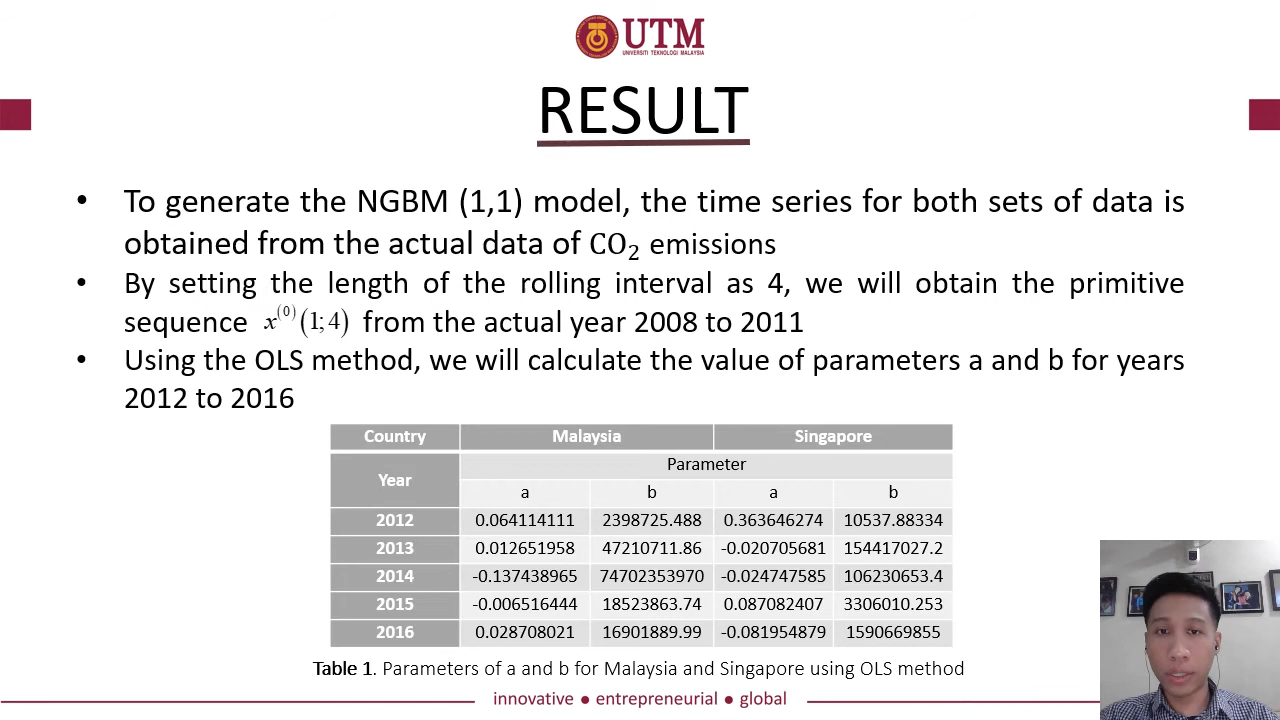 UTM
UNIVERSITI TEKNOLOGI MALAYSIA
RESULT
• To generate the NGBM (1,1) model, the time series for both sets of data is
obtained from the actual data of CO₂ emissions
• By setting the length of the rolling interval as 4, we will obtain the primitive
sequence x⁽⁰⁾(1;4) from the actual year 2008 to 2011
• Using the OLS method, we will calculate the value of parameters a and b for years
2012 to 2016
Country Malaysia Singapore
Year Parameter
a b a b
2012 0.064114111 2398725.488 0.363646274 10537.88334
2013 0.012651958 47210711.86 -0.020705681 154417027.2
2014 -0.137438965 74702353970 -0.024747585 106230653.4
2015 -0.006516444 18523863.74 0.087082407 3306010.253
2016 0.028708021 16901889.99 -0.081954879 1590669855
Table 1. Parameters of a and b for Malaysia and Singapore using OLS method
innovative ● entrepreneurial ● global